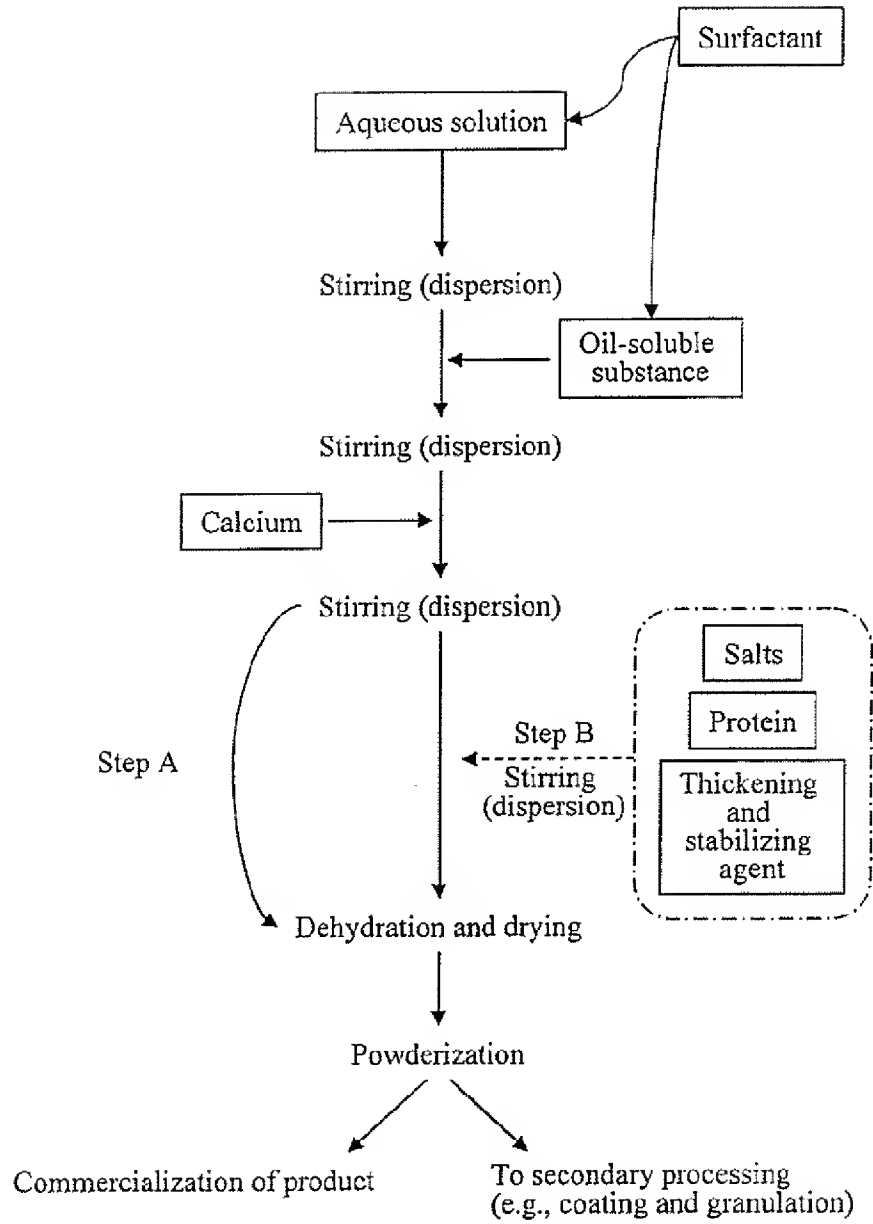 Surfactant
Aqueous solution
Stirring (dispersion)
Oil-soluble
substance
Stirring (dispersion)
Calcium
Stirring (dispersion)
Salts
Protein
Step A
Step B
Stirring
(dispersion)
Thickening
and
stabilizing
agent
Dehydration and drying
Powderization
Commercialization of product
To secondary processing
(e.g., coating and granulation)